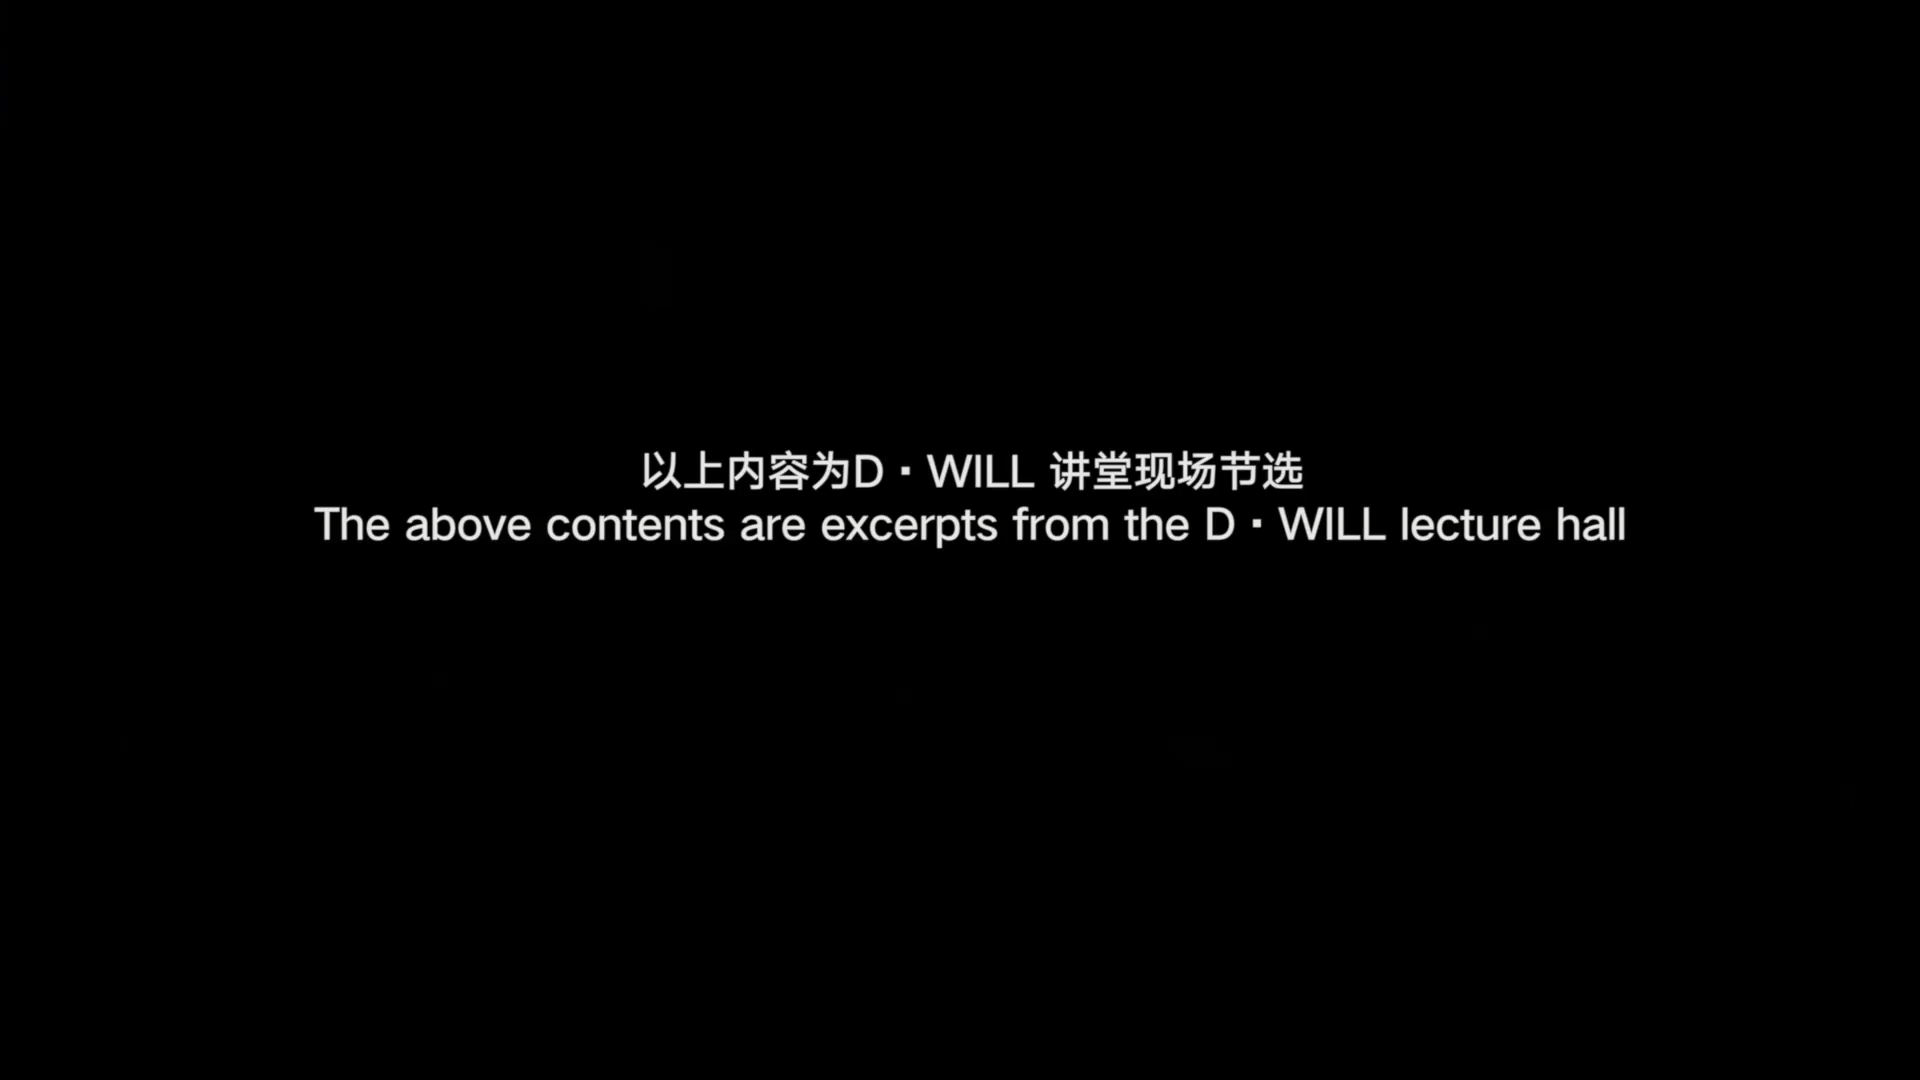 以上内容为D·WILL 讲堂现场节选
The above contents are excerpts from the D·WILL lecture hall